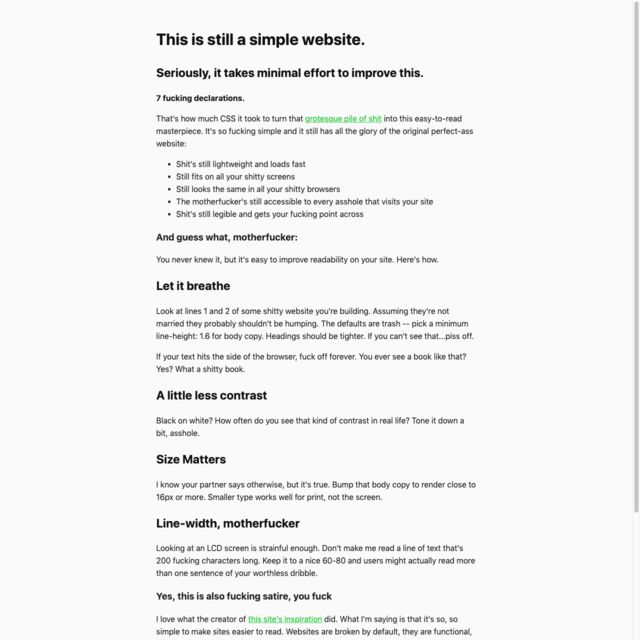 This is still a simple website.
Seriously, it takes minimal effort to improve this.
7 fucking declarations.
That's how much CSS it took to turn that grotesque pile of shit into this easy-to-read
masterpiece. It's so fucking simple and it still has all the glory of the original perfect-ass
website:
• Shit's still lightweight and loads fast
• Still fits on all your shitty screens
• Still looks the same in all your shitty browsers
• The motherfucker's still accessible to every asshole that visits your site
• Shit's still legible and gets your fucking point across
And guess what, motherfucker:
You never knew it, but it's easy to improve readability on your site. Here's how.
Let it breathe
Look at lines 1 and 2 of some shitty website you're building. Assuming they're not
married they probably shouldn't be humping. The defaults are trash -- pick a minimum
line-height: 1.6 for body copy. Headings should be tighter. If you can't see that...piss off.
If your text hits the side of the browser, fuck off forever. You ever see a book like that?
Yes? What a shitty book.
A little less contrast
Black on white? How often do you see that kind of contrast in real life? Tone it down a
bit, asshole.
Size Matters
I know your partner says otherwise, but it's true. Bump that body copy to render close to
16px or more. Smaller type works well for print, not the screen.
Line-width, motherfucker
Looking at an LCD screen is strainful enough. Don't make me read a line of text that's
200 fucking characters long. Keep it to a nice 60-80 and users might actually read more
than one sentence of your worthless dribble.
Yes, this is also fucking satire, you fuck
I love what the creator of this site's inspiration did. What I'm saying is that it's so, so
simple to make sites easier to read. Websites are broken by default, they are functional,